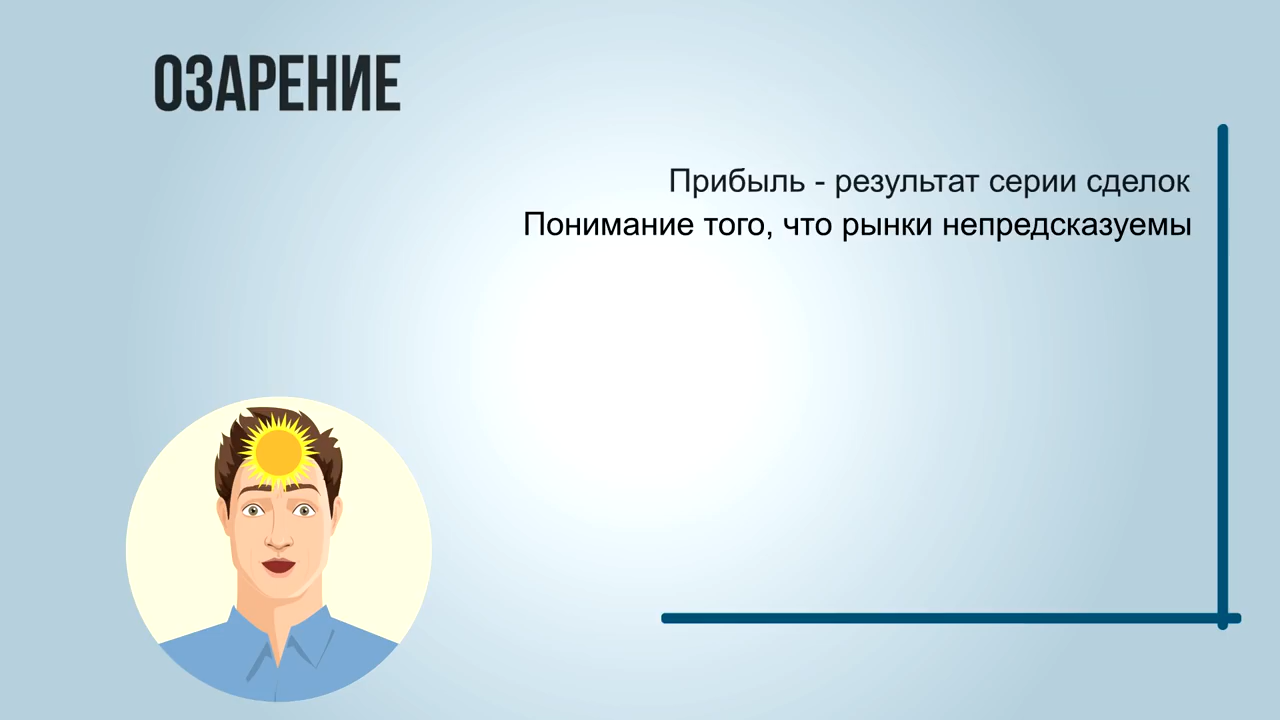 ОЗАРЕНИЕ
Прибыль - результат серии сделок
Понимание того, что рынки непредсказуемы